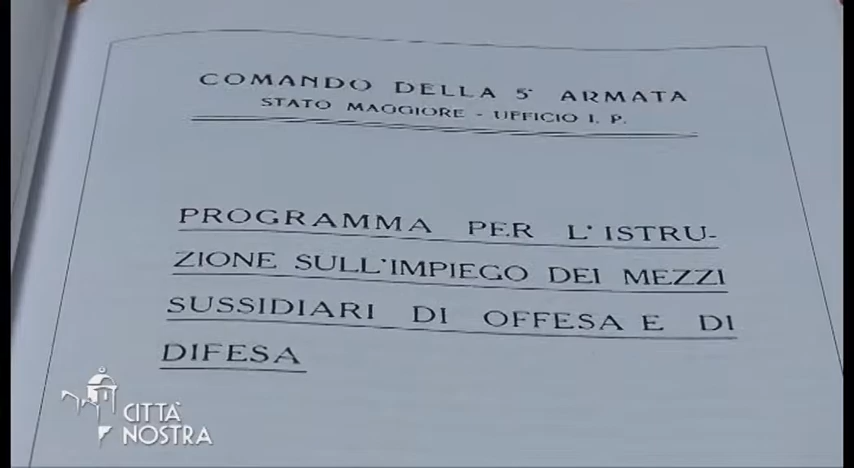 COMANDO DELLA 5ª ARMATA
STATO MAGGIORE - UFFICIO I. P.
PROGRAMMA PER L'ISTRU-
ZIONE SULL'IMPIEGO DEI MEZZI
SUSSIDIARI DI OFFESA E DI
DIFESA
CITTÀ
NOSTRA